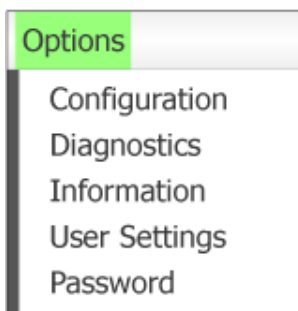 Options
Configuration
Diagnostics
Information
User Settings
Password